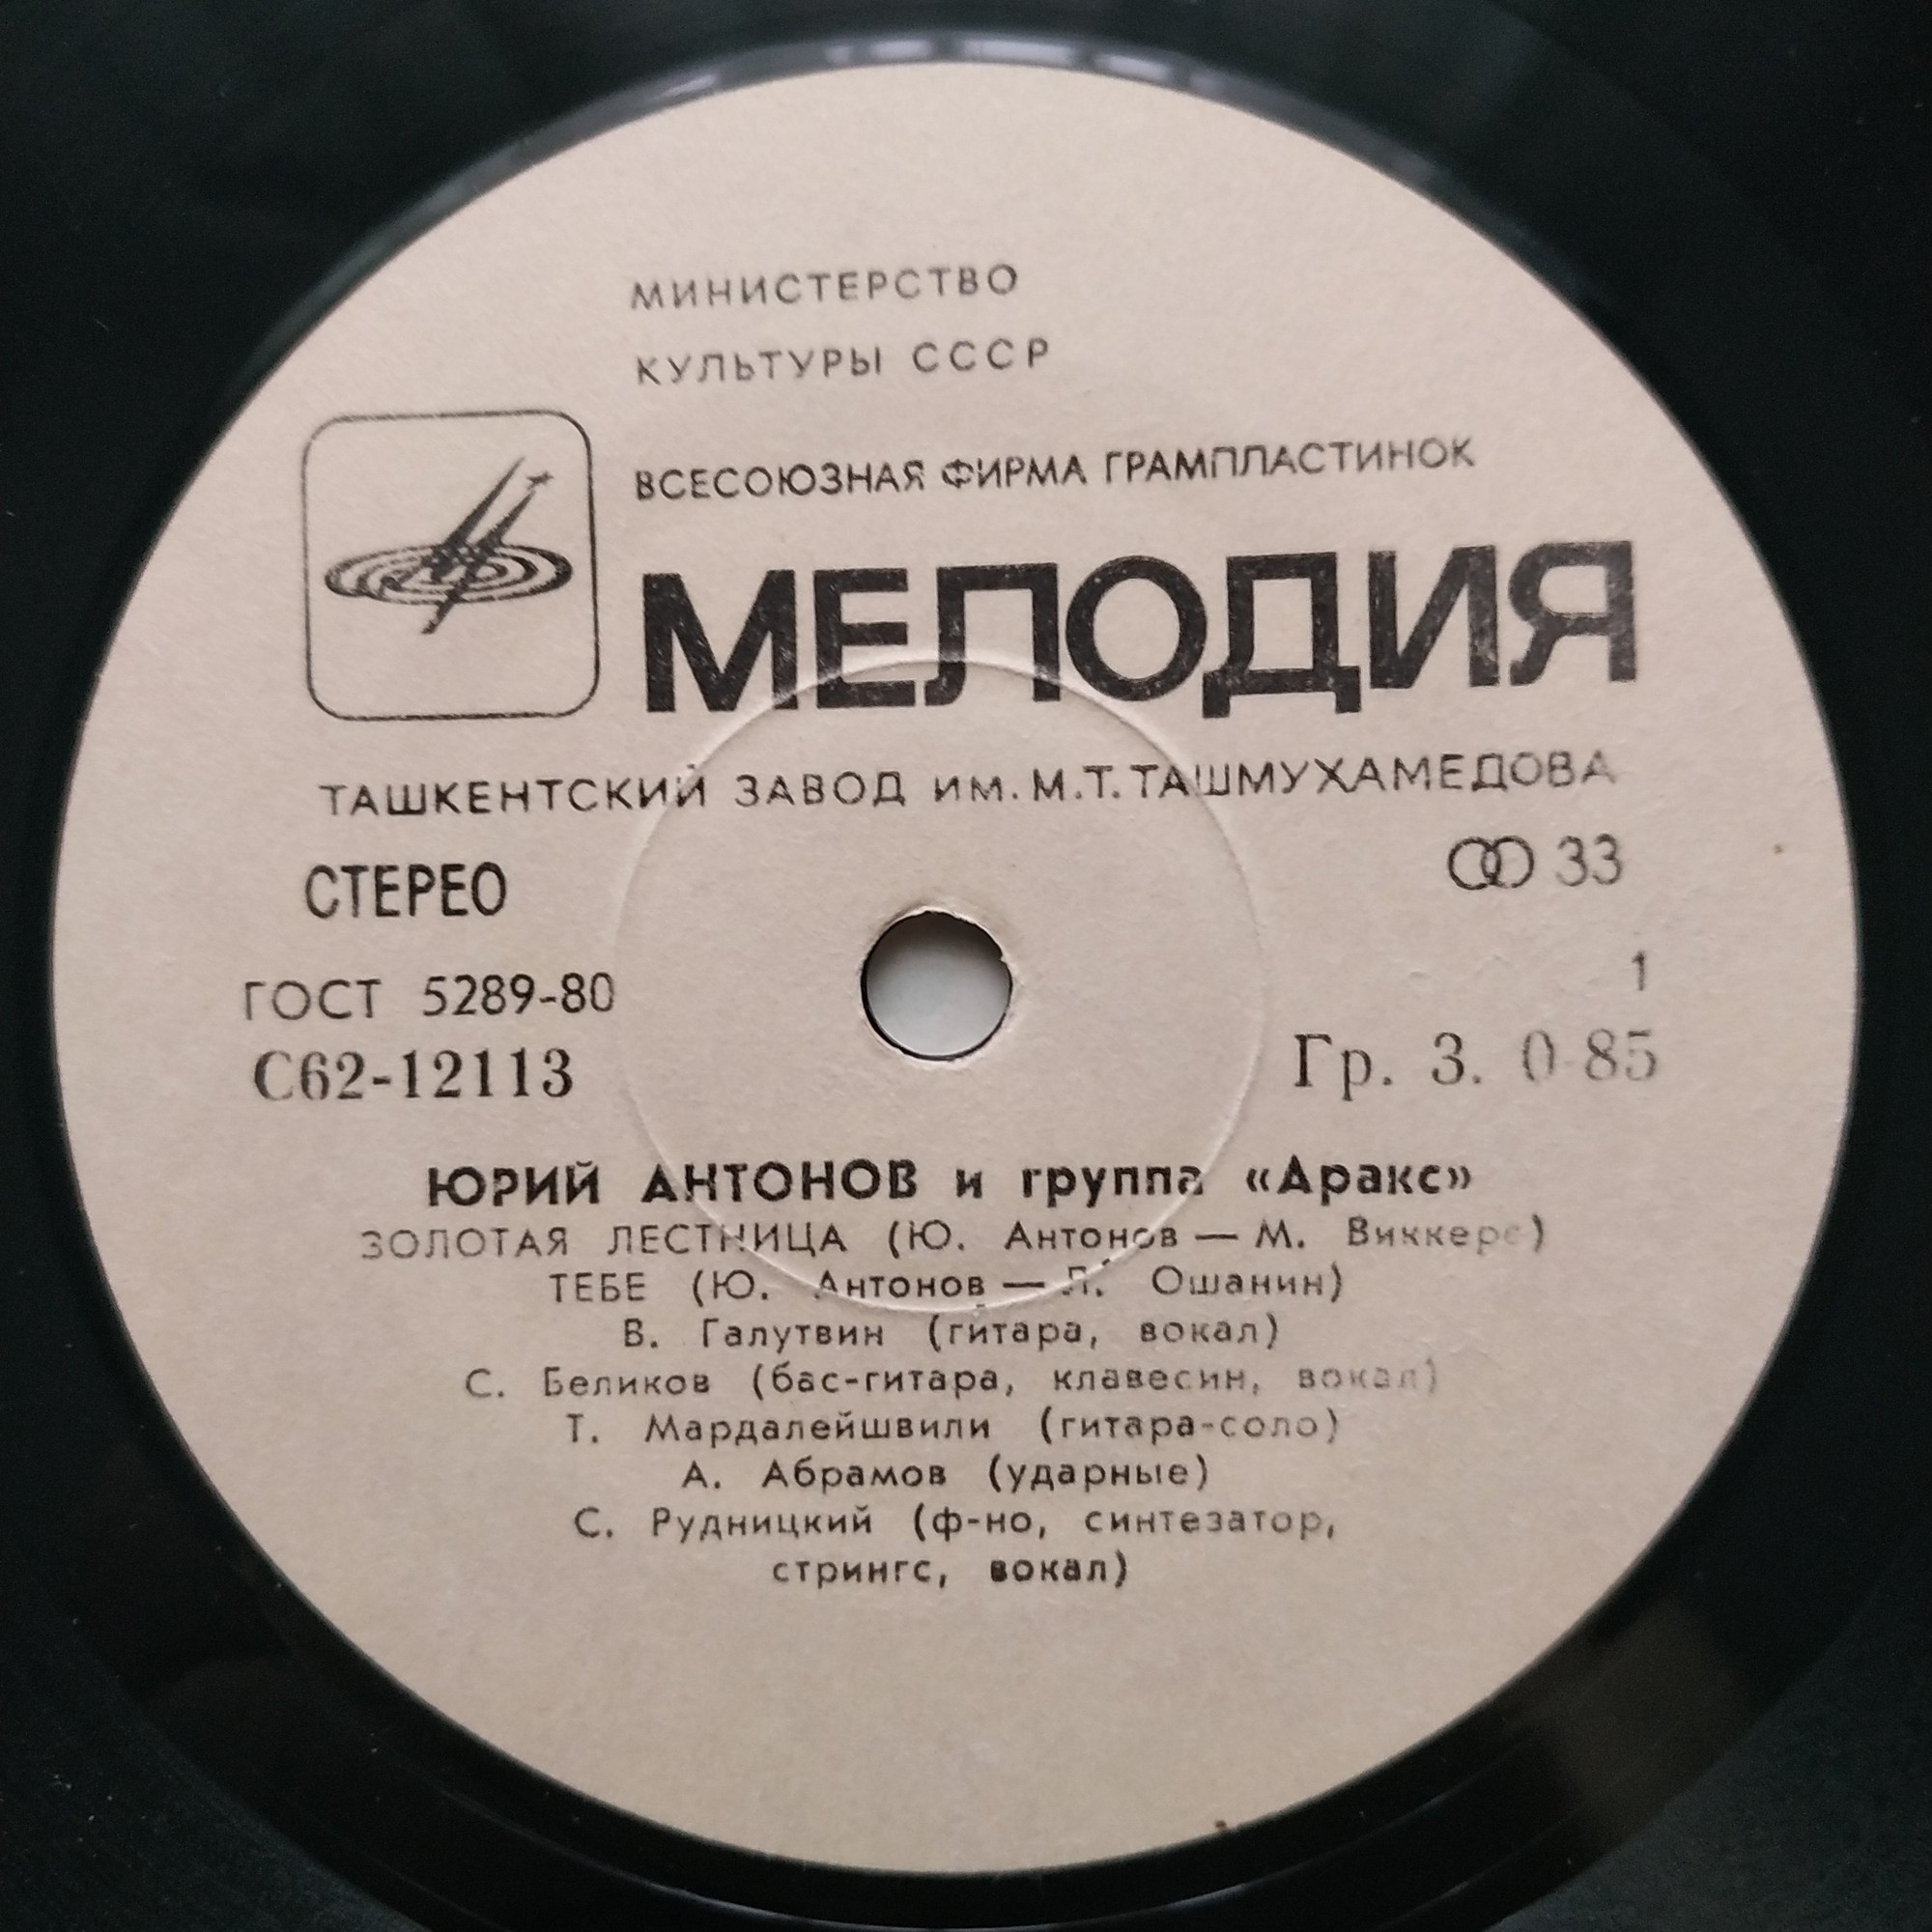 МИНИСТЕРСТВО
КУЛЬТУРЫ СССР
ВСЕСОЮЗНАЯ ФИРМА ГРАМПЛАСТИНОК
МЕЛОДИЯ
ТАШКЕНТСКИЙ ЗАВОД ИМ. М.Т. ТАШМУХАМЕДОВА
СТЕРЕО
33
ГОСТ 5289-80
1
С62-12113
Гр. 3. 0-85
ЮРИЙ АНТОНОВ и группа «Аракс»
ЗОЛОТАЯ ЛЕСТНИЦА (Ю. Антонов — М. Виккерс)
ТЕБЕ (Ю. Антонов — Л. Ошанин)
В. Галутвин (гитара, вокал)
С. Беликов (бас-гитара, клавесин, вокал)
Т. Мардалейшвили (гитара-соло)
А. Абрамов (ударные)
С. Рудницкий (ф-но, синтезатор,
стрингс, вокал)